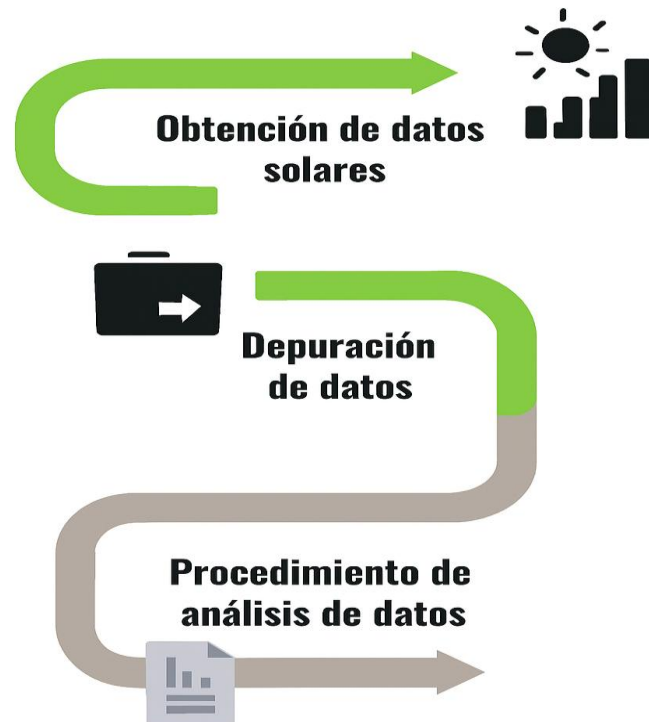 Obtención de datos
solares
Depuración
de datos
Procedimiento de
análisis de datos